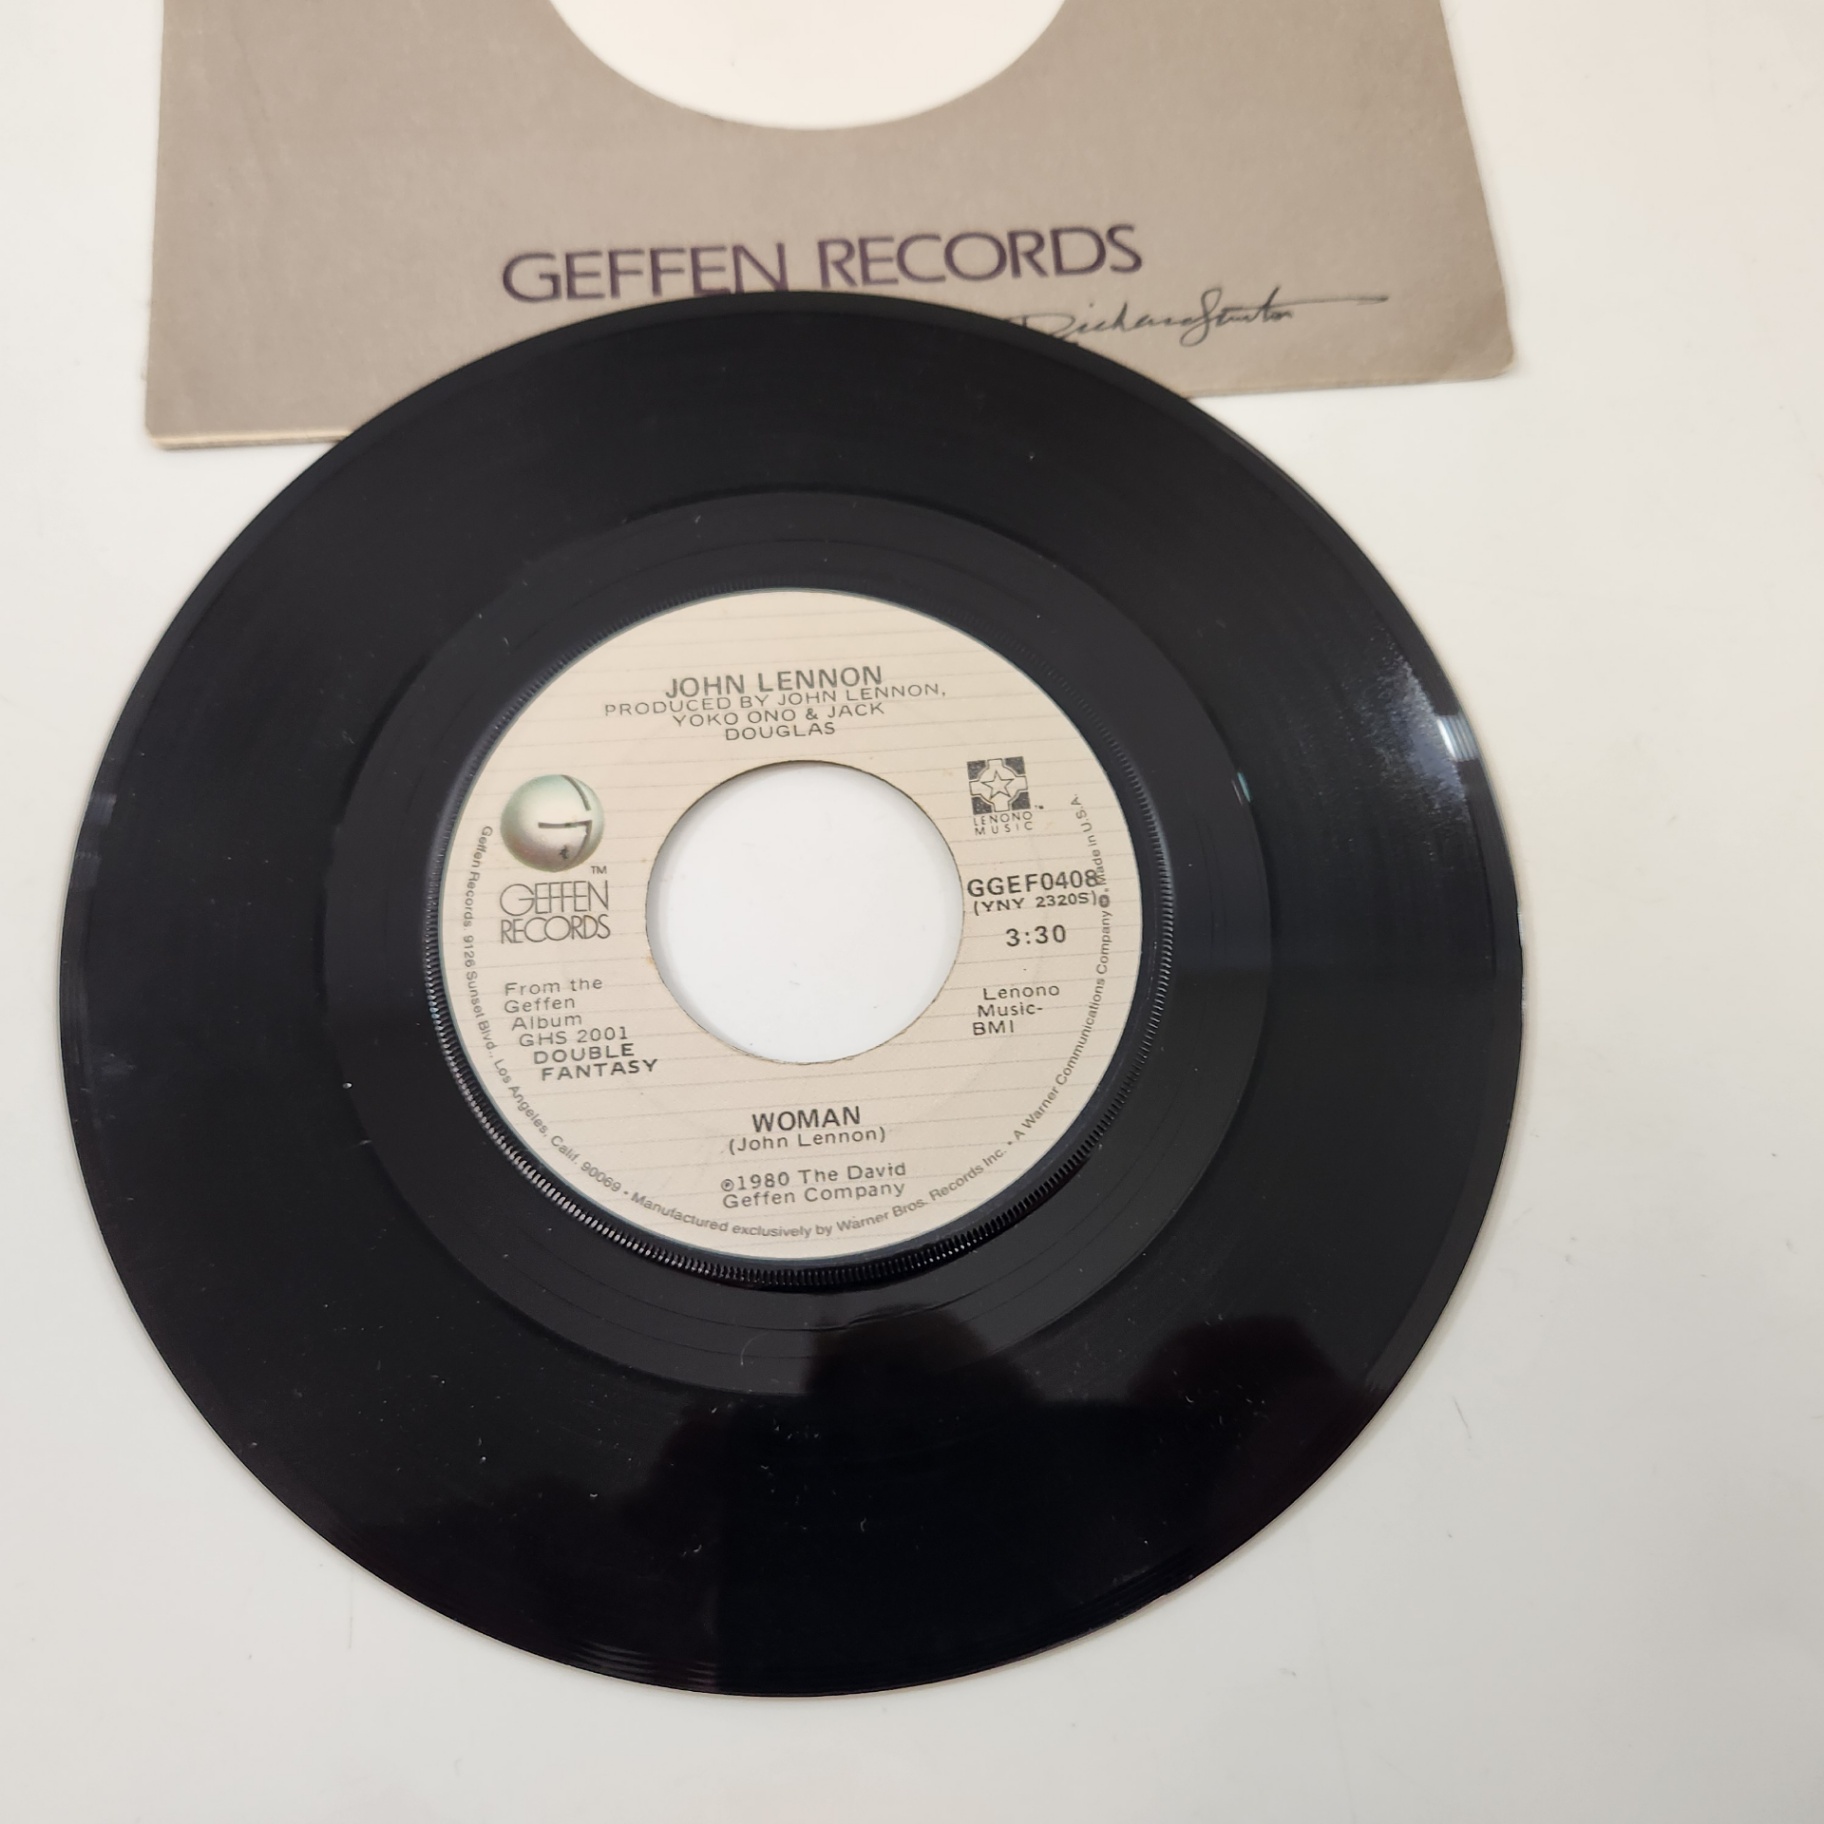 GEFFEN RECORDS
JOHN LENNON
PRODUCED BY JOHN LENNON,
YOKO ONO & JACK
DOUGLAS
TM
GEFFEN
RECORDS
From the
Geffen
Album
GHS 2001
DOUBLE
FANTASY
LENONO
MUSIC
TM
GGEF0408
(YNY 2320S)
3:30
Lenono
Music-
BMI
WOMAN
(John Lennon)
℗1980 The David
Geffen Company
Geffen Records, 9126 Sunset Blvd., Los Angeles, Calif. 90069 • Manufactured exclusively by Warner Bros. Records Inc. • A Warner Communications Company • Made in U.S.A.